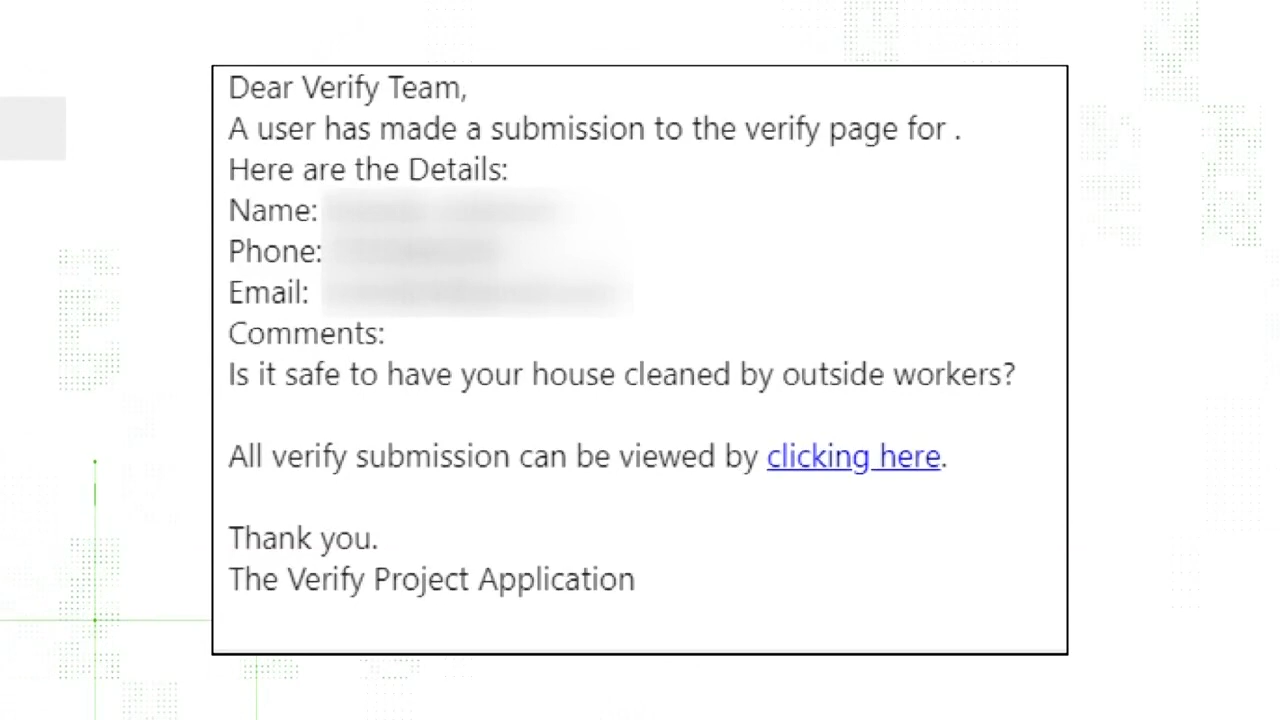 Dear Verify Team,
A user has made a submission to the verify page for .
Here are the Details:
Name:
Phone:
Email:
Comments:
Is it safe to have your house cleaned by outside workers?
All verify submission can be viewed by clicking here.
Thank you.
The Verify Project Application